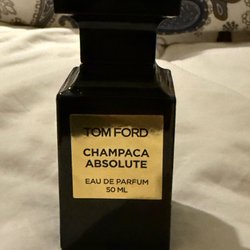 TOM FORD
CHAMPACA
ABSOLUTE
EAU DE PARFUM
50 ML